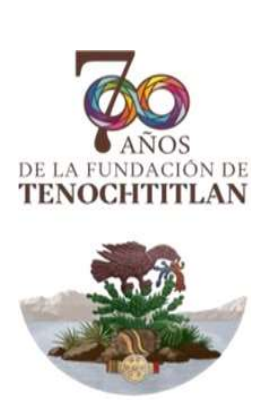 700
AÑOS
DE LA FUNDACIÓN DE
TENOCHTITLAN